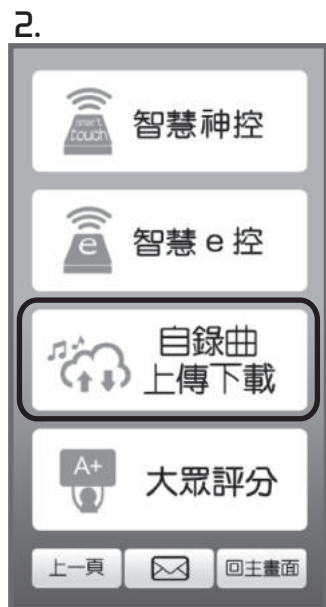 2.
smart
touch
智慧神控
e
智慧 e 控
自錄曲
上傳下載
A+
大眾評分
上一頁
回主畫面